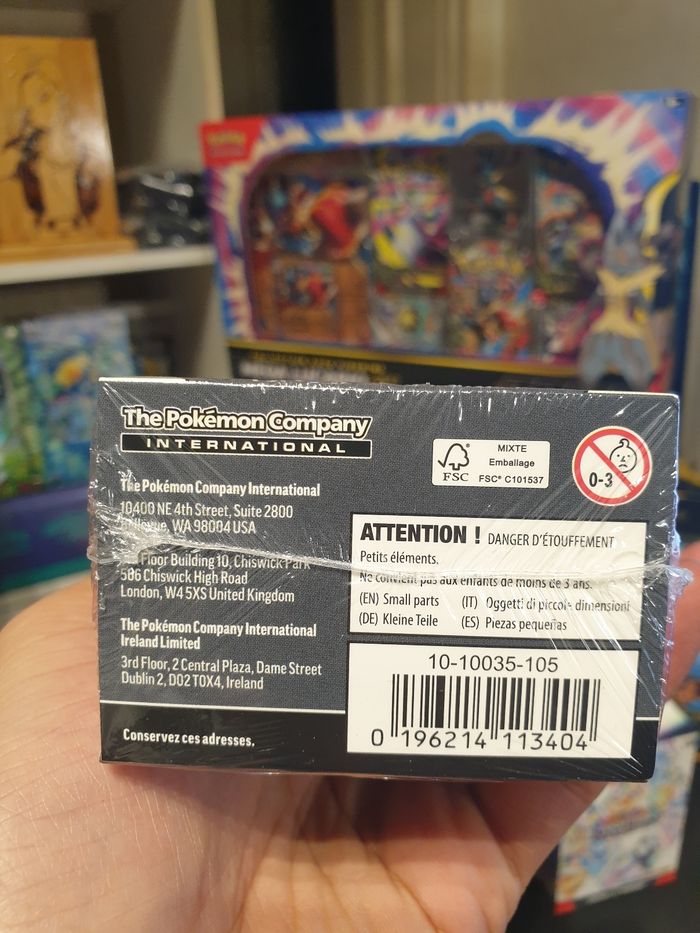 The Pokémon Company
INTERNATIONAL
The Pokémon Company International
10400 NE 4th Street, Suite 2800
WA 98004 USA
Floor Building 10, Chiswick Park
566 Chiswick High Road
London, W4 5XS United Kingdom
The Pokémon Company International
Ireland Limited
3rd Floor, 2 Central Plaza, Dame Street
Dublin 2, D02 T0X4, Ireland
Conservez ces adresses.
FSC
MIXTE
Emballage
FSC® C101537
0-3
ATTENTION ! DANGER D'ÉTOUFFEMENT
Petits éléments.
Ne convient pas aux enfants de moins de 3 ans.
(EN) Small parts (IT) Oggetti di piccole dimensioni
(DE) Kleine Teile (ES) Piezas pequeñas
10-10035-105
0 196214 113404